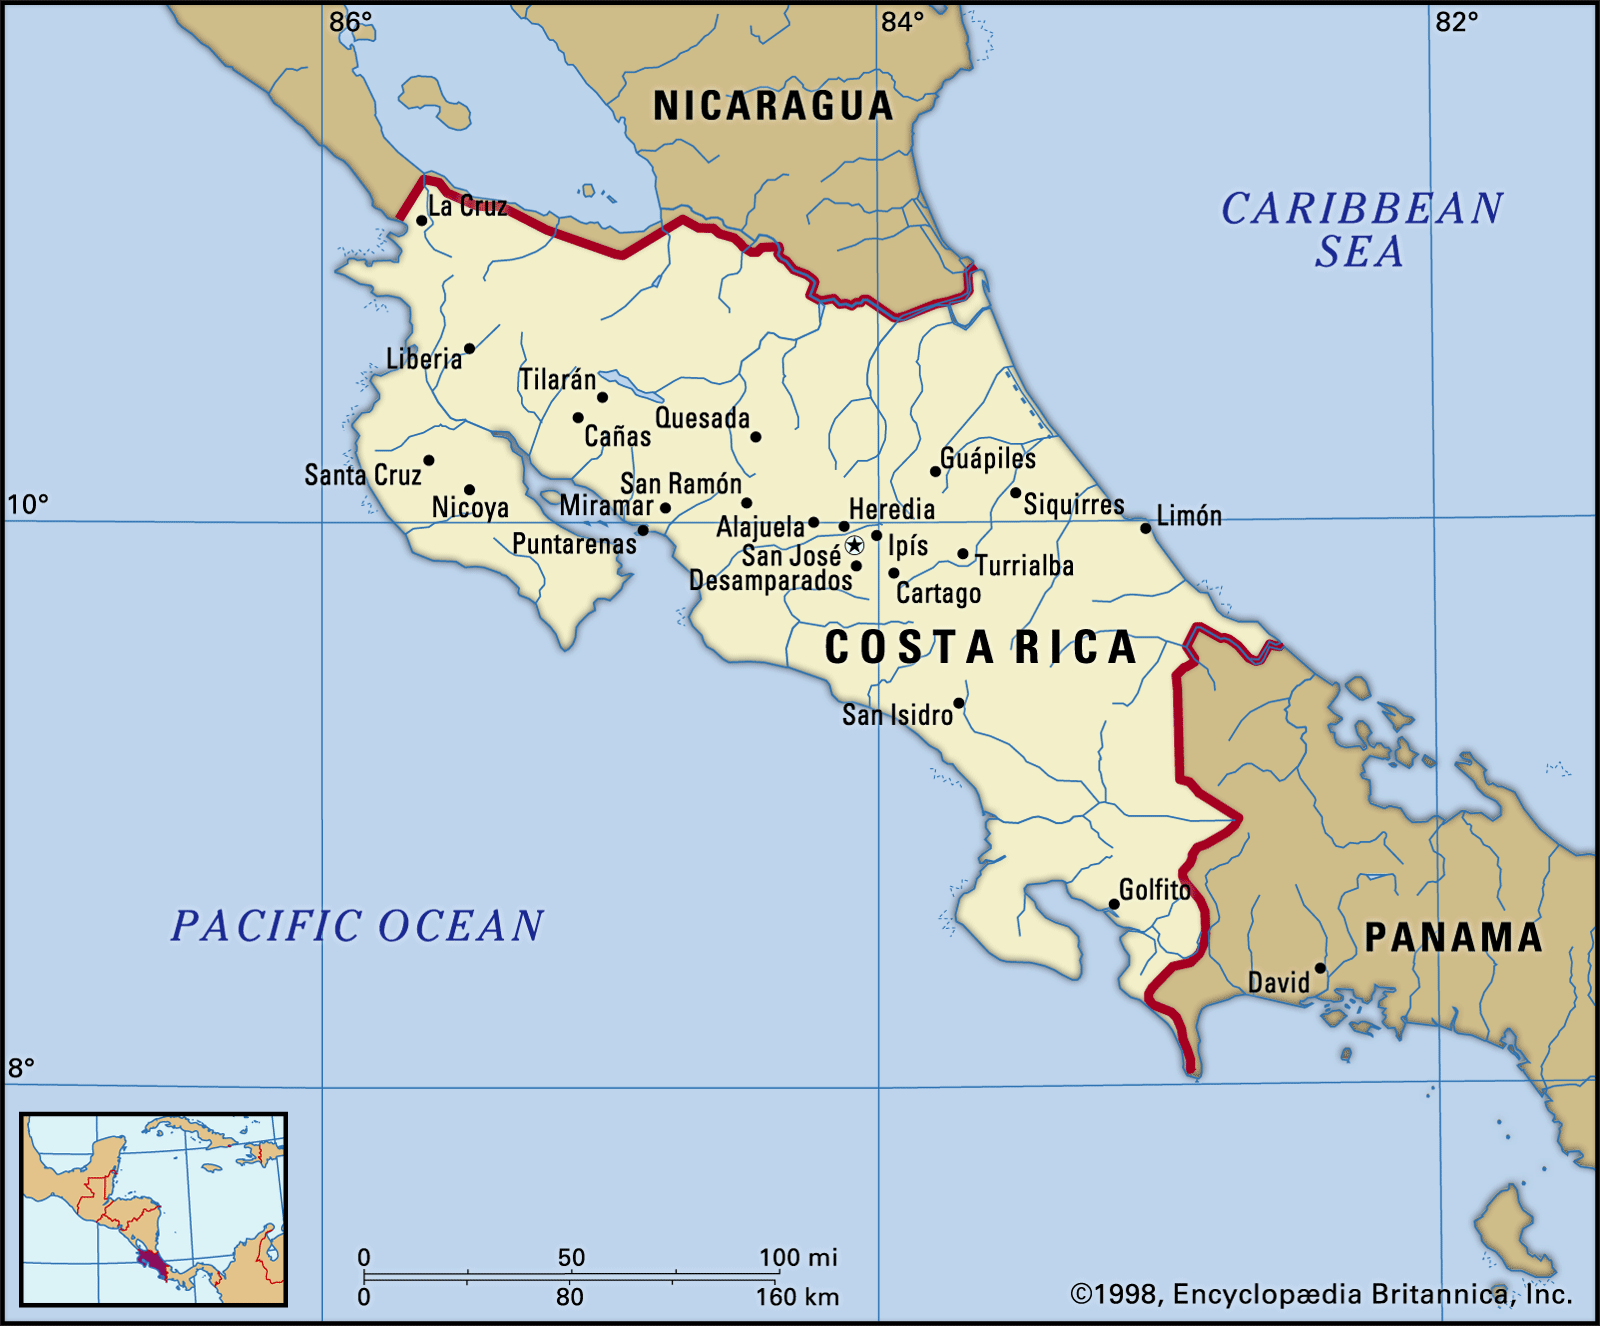 86°
84°
82°
NICARAGUA
CARIBBEAN
SEA
La Cruz
Liberia
Tilarán
Cañas
Quesada
Santa Cruz
Nicoya
Guápiles
San Ramón
Miramar
Siquirres
10°
Heredia
Limón
Alajuela
Puntarenas
San José
Ipís
Turrialba
Desamparados
Cartago
COSTA RICA
San Isidro
Golfito
PACIFIC OCEAN
PANAMA
David
8°
0 50 100 mi
0 80 160 km
©1998, Encyclopædia Britannica, Inc.